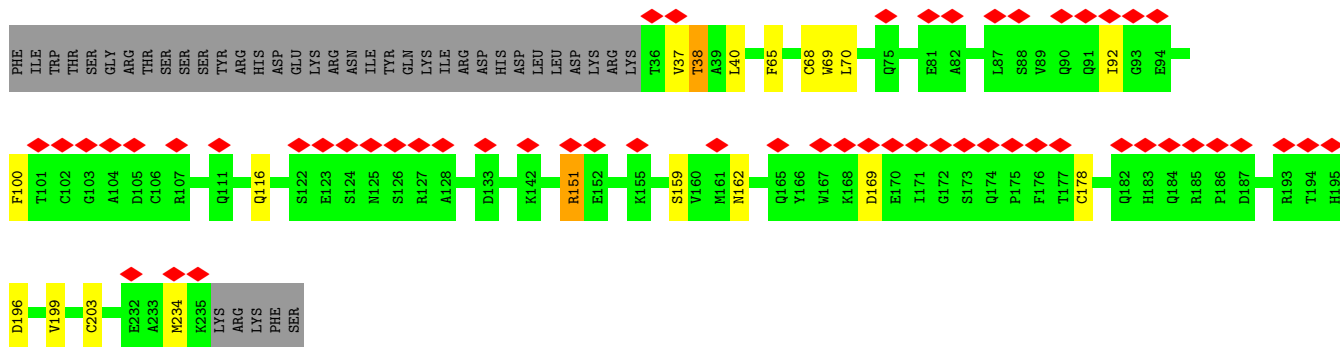 PHE ILE TRP THR SER GLY ARG THR SER SER SER TYR ARG HIS ASP GLU LYS ARG ASN ILE TYR GLN LYS ILE ARG ASP HIS ASP LEU LEU ASP LYS ARG LYS T36 V37 T38 A39 L40 F65 C68 W69 L70 Q75 E81 A82 L87 S88 V89 Q90 Q91 I92 G93 E94
F100 T101 C102 G103 A104 D105 C106 R107 Q111 Q116 S122 E123 S124 N125 S126 R127 A128 D133 K142 R151 E152 K155 S159 V160 M161 N162 Q165 Y166 W167 K168 D169 E170 I171 G172 S173 Q174 P175 F176 T177 C178 Q182 H183 Q184 R185 P186 D187 R193 T194 H195
D196 V199 C203 E232 A233 M234 K235 LYS ARG LYS PHE SER